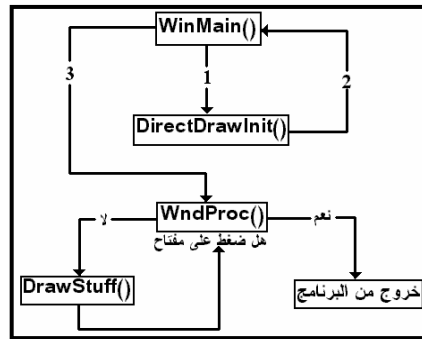 WinMain()
3
1
2
DirectDrawInit()
لا
WndProc()
نعم
هل ضغط على مفتاح
DrawStuff()
خروج من البرنامج